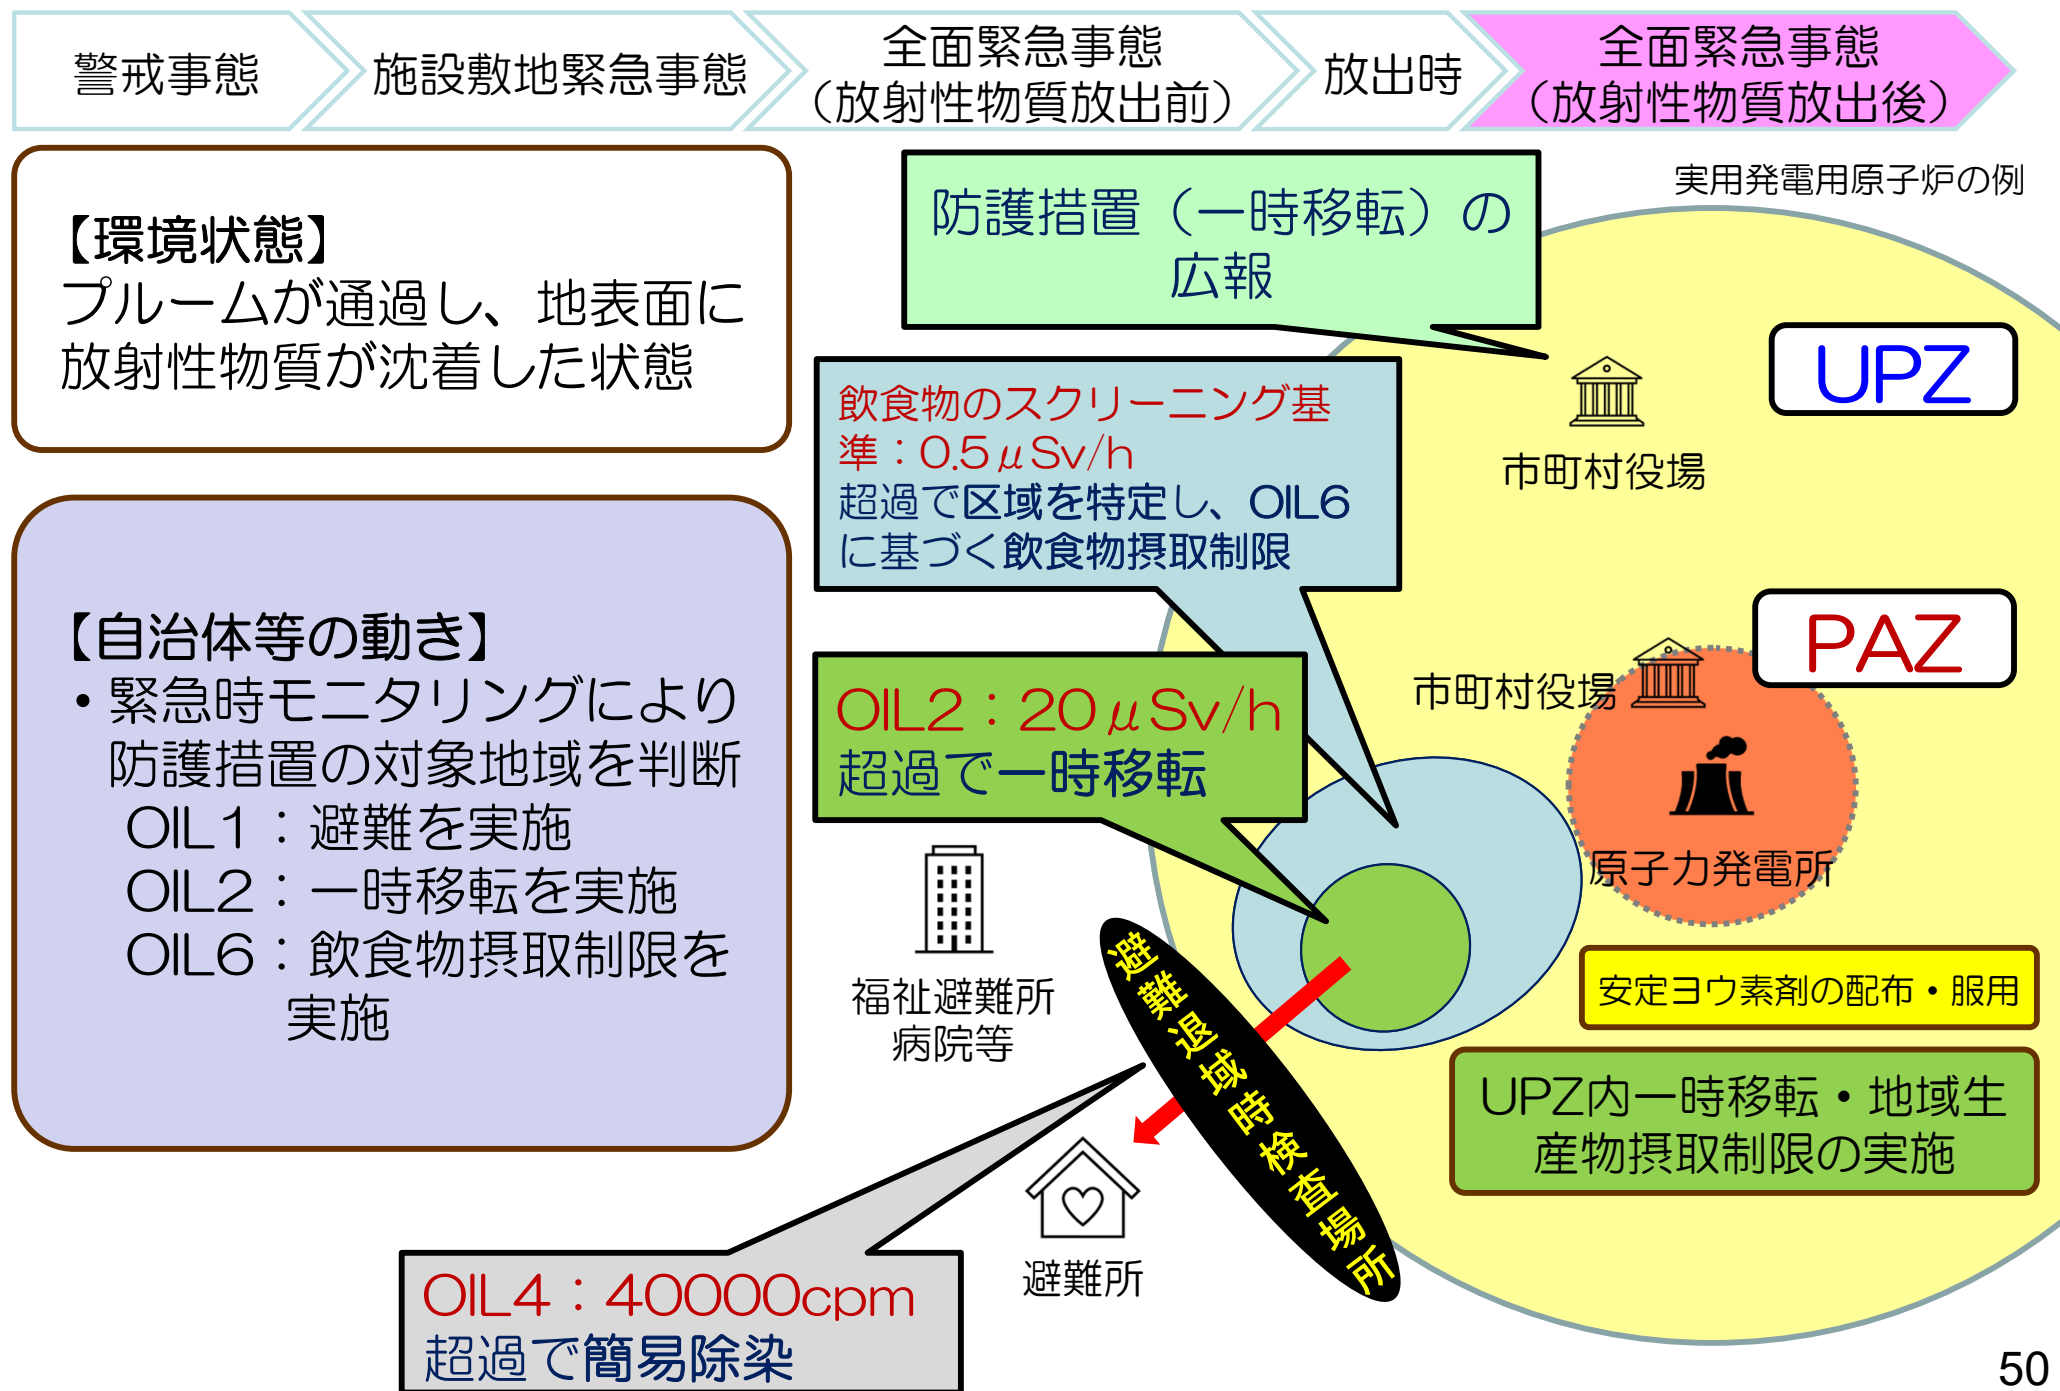 警戒事態
施設敷地緊急事態
全面緊急事態
（放射性物質放出前）
放出時
全面緊急事態
（放射性物質放出後）
【環境状態】
プルームが通過し、地表面に
放射性物質が沈着した状態
【自治体等の動き】
・緊急時モニタリングにより
防護措置の対象地域を判断
OIL1：避難を実施
OIL2：一時移転を実施
OIL6：飲食物摂取制限を
実施
実用発電用原子炉の例
防護措置（一時移転）の
広報
UPZ
飲食物のスクリーニング基
準：0.5μSv/h
超過で区域を特定し、OIL6
に基づく飲食物摂取制限
市町村役場
PAZ
市町村役場
OIL2：20μSv/h
超過で一時移転
原子力発電所
福祉避難所
病院等
避難退域時検査場所
安定ヨウ素剤の配布・服用
UPZ内一時移転・地域生
産物摂取制限の実施
避難所
OIL4：40000cpm
超過で簡易除染
50